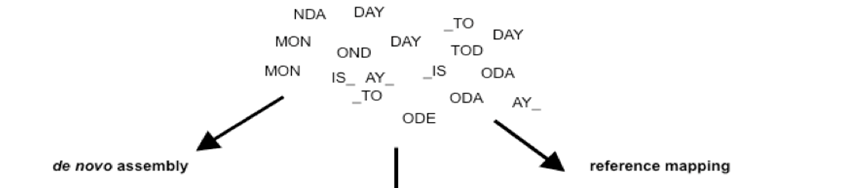 NDA DAY
_TO
DAY
MON DAY
OND TOD
MON IS_ AY_ _IS ODA
_TO ODA AY_
ODE
de novo assembly reference mapping